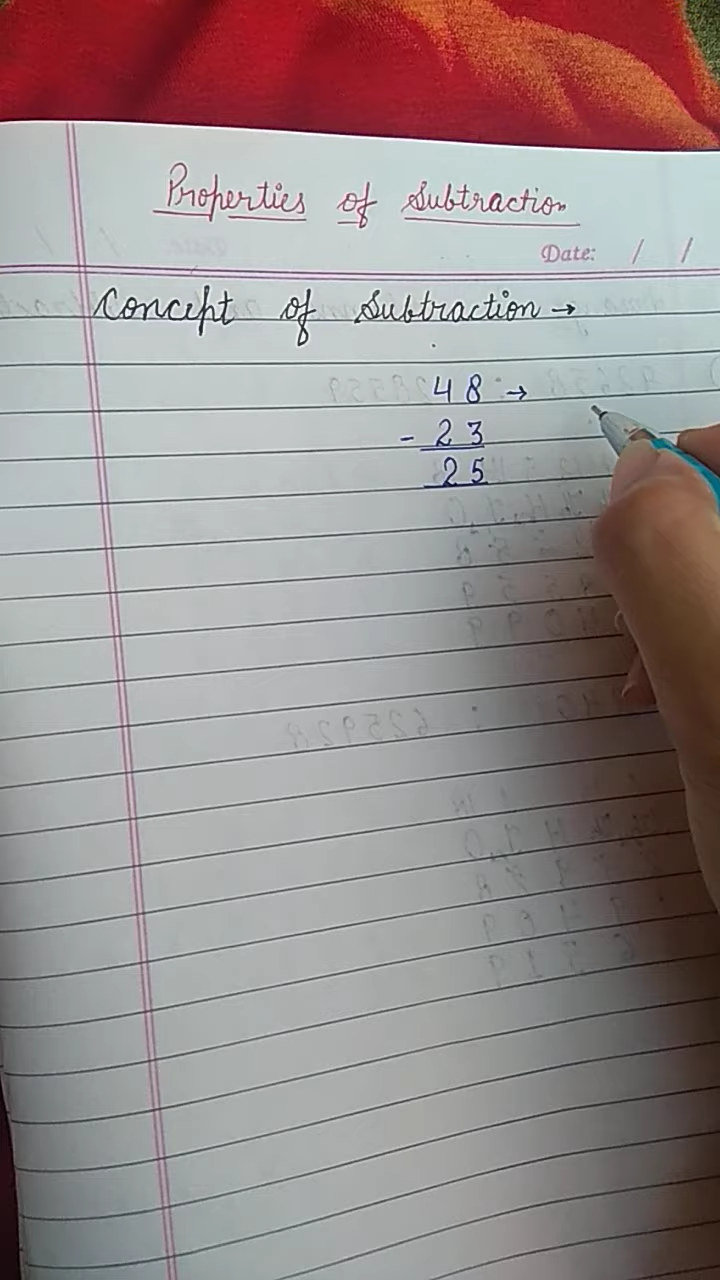 Properties of Subtraction
Date: / /
Concept of Subtraction →
48 →
- 23
25